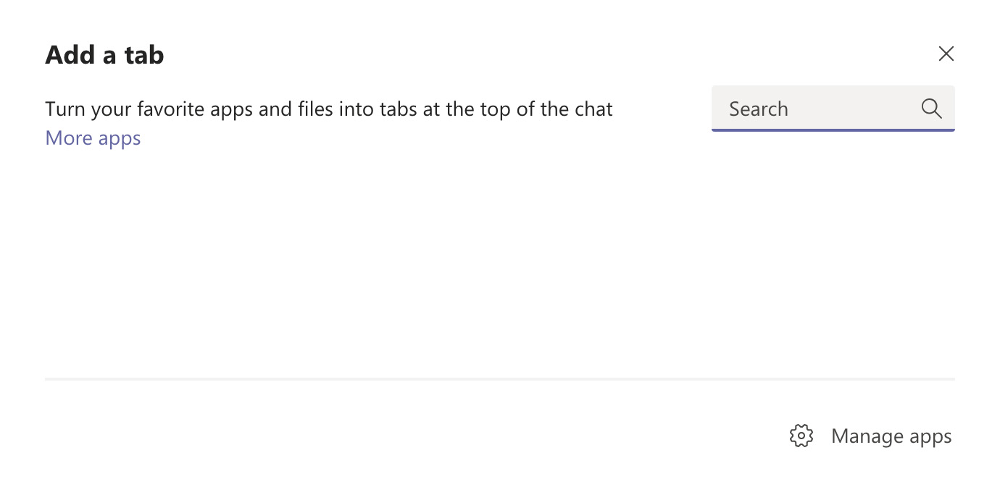 Add a tab
Turn your favorite apps and files into tabs at the top of the chat
Search
More apps
Manage apps